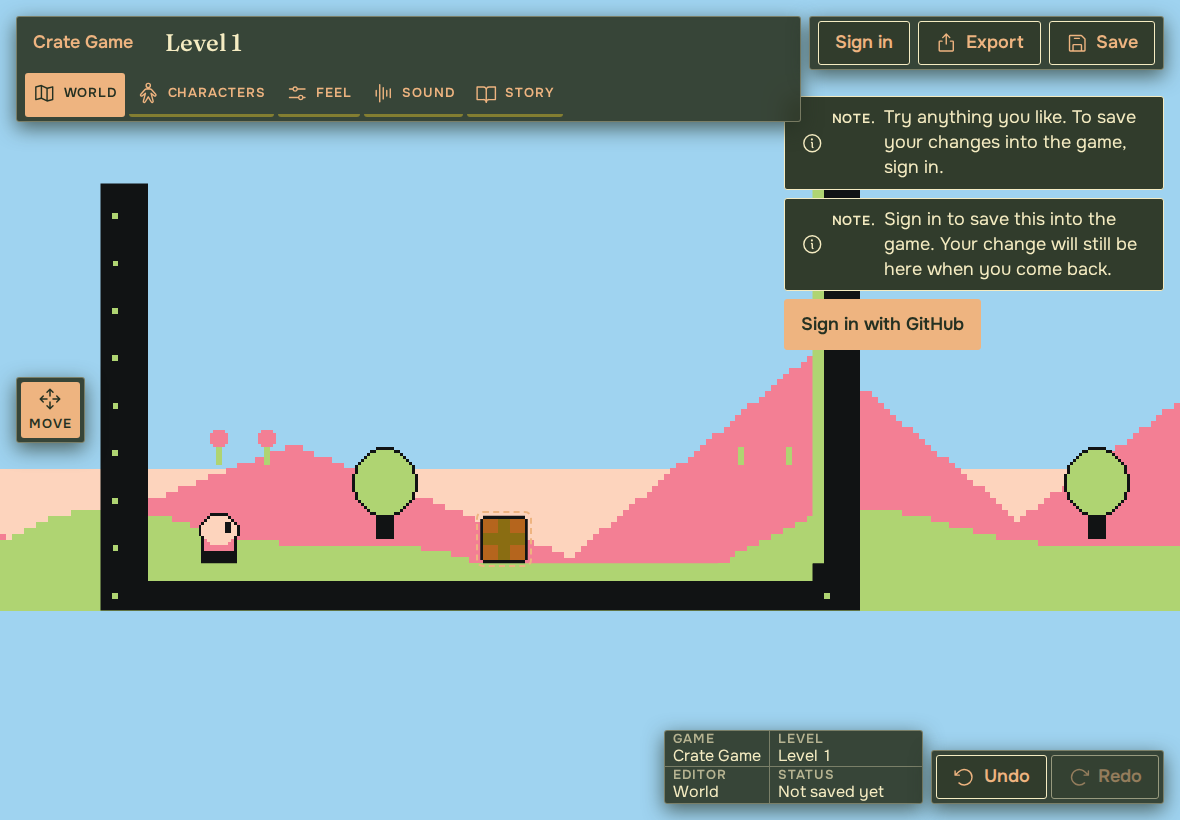 Crate Game
Level 1
Sign in
Export
Save
WORLD
CHARACTERS
FEEL
SOUND
STORY
NOTE. Try anything you like. To save
your changes into the game,
sign in.
NOTE. Sign in to save this into the
game. Your change will still be
here when you come back.
Sign in with GitHub
MOVE
GAME
Crate Game
LEVEL
Level 1
EDITOR
World
STATUS
Not saved yet
Undo
Redo